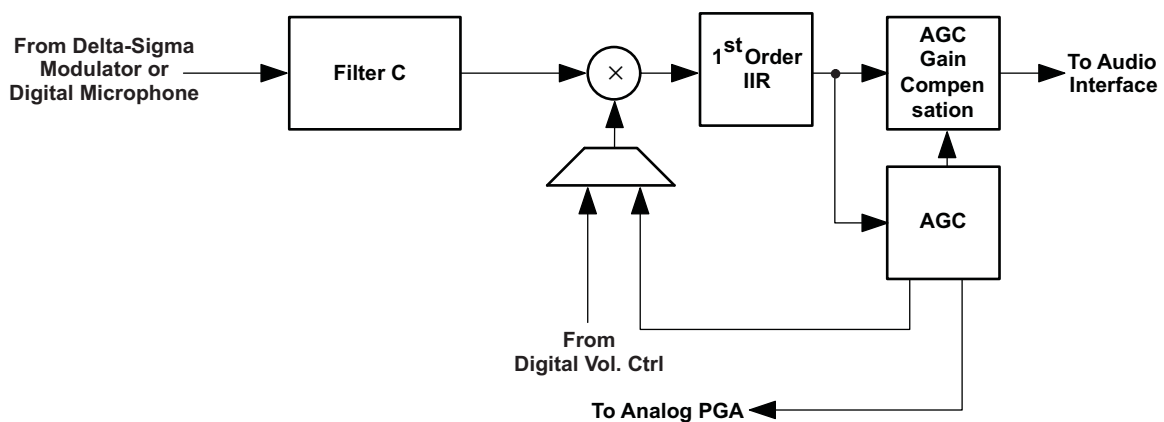 From Delta-Sigma
Modulator or
Digital Microphone
Filter C
×
1st Order
IIR
AGC
Gain
Compen
sation
To Audio
Interface
AGC
From
Digital Vol. Ctrl
To Analog PGA